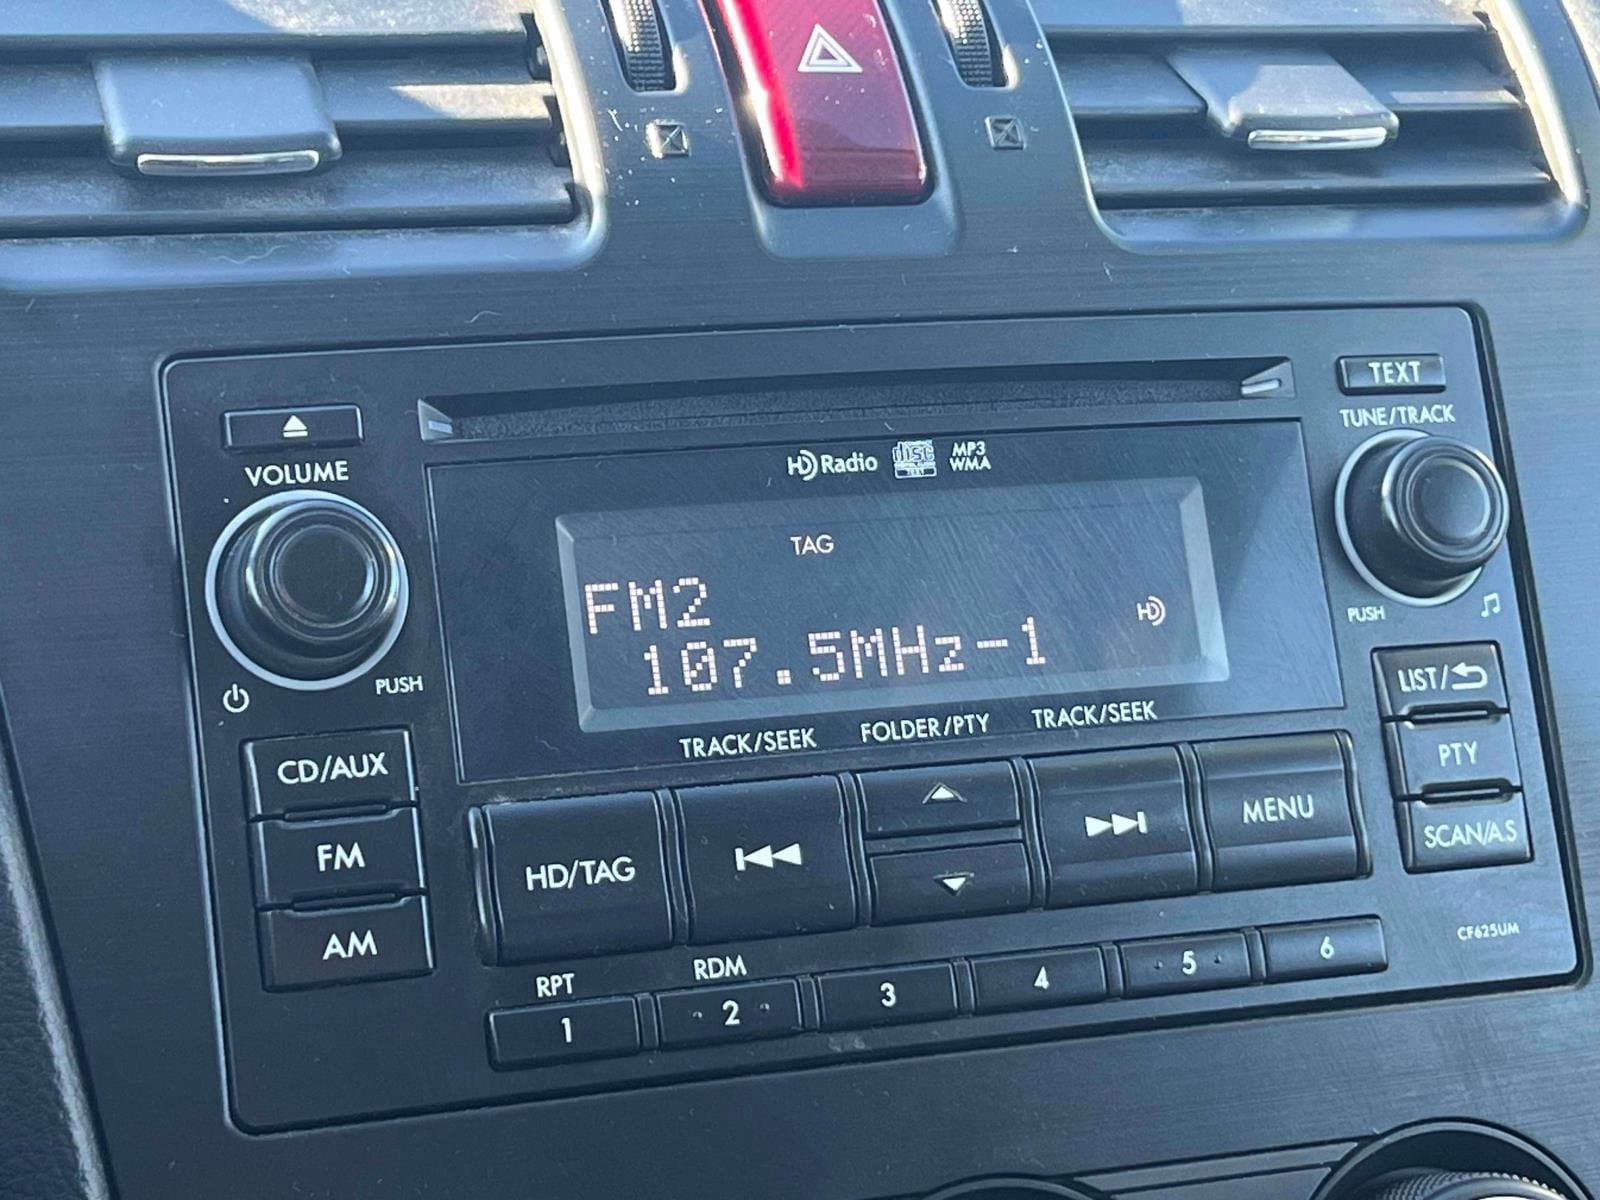 TEXT
TUNE/TRACK
VOLUME
HD Radio
disc
MP3
WMA
TAG
FM2
107.5MHz-1
HD
PUSH
PUSH
LIST/
TRACK/SEEK
FOLDER/PTY
TRACK/SEEK
CD/AUX
PTY
FM
HD/TAG
MENU
SCAN/A.S
AM
CF625UM
RPT
RDM
1
2
3
4
5
6